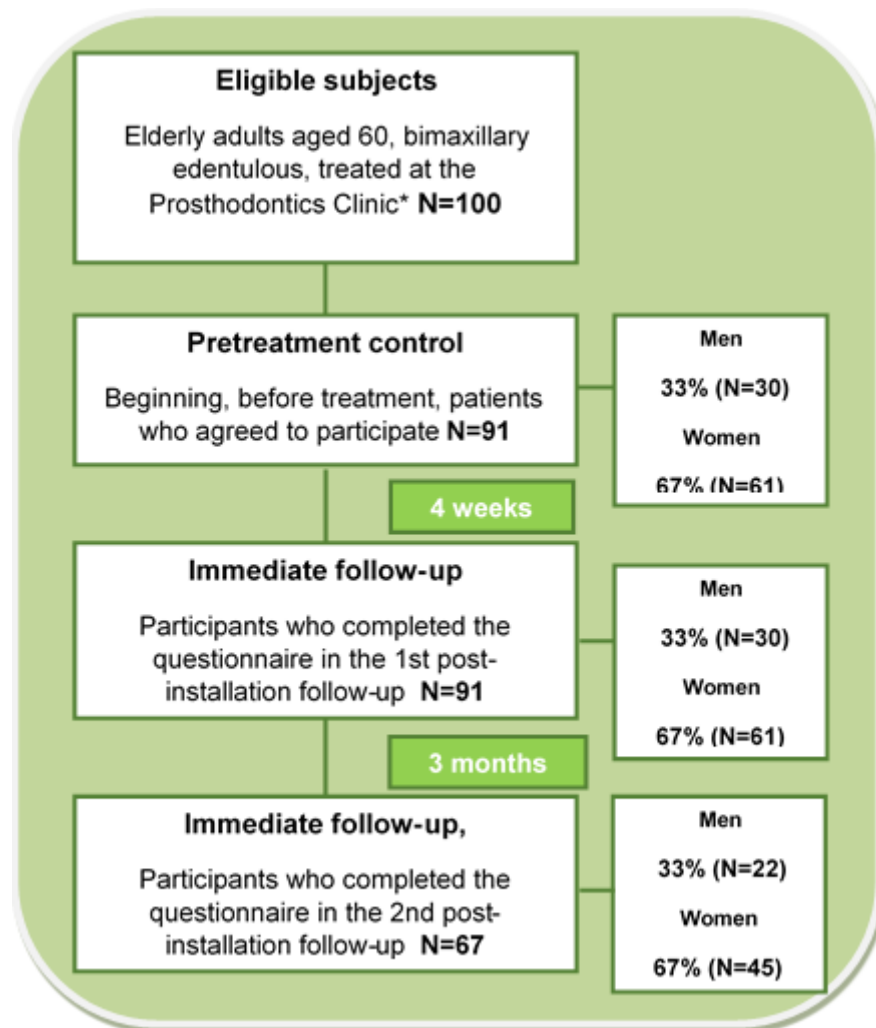 Eligible subjects
Elderly adults aged 60, bimaxillary
edentulous, treated at the
Prosthodontics Clinic* N=100
Pretreatment control
Beginning, before treatment, patients
who agreed to participate N=91
Men
33% (N=30)
Women
67% (N=61)
4 weeks
Immediate follow-up
Participants who completed the
questionnaire in the 1st post-
installation follow-up N=91
Men
33% (N=30)
Women
67% (N=61)
3 months
Immediate follow-up,
Participants who completed the
questionnaire in the 2nd post-
installation follow-up N=67
Men
33% (N=22)
Women
67% (N=45)